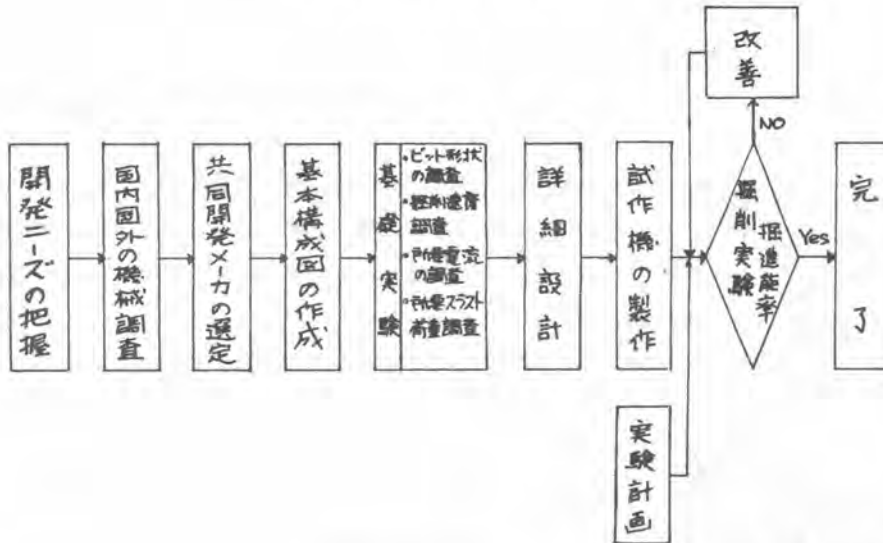 開発ニーズの把握
国内国外の機械調査
共同開発メーカの選定
基本構成図の作成
基礎実験
・ビット形状
の調査
・掘削速度
調査
・所要電流
の調査
・所要スラスト
荷重調査
詳細設計
試作機の製作
実験計画
掘進能率
掘削実験
NO
改善
Yes
完了